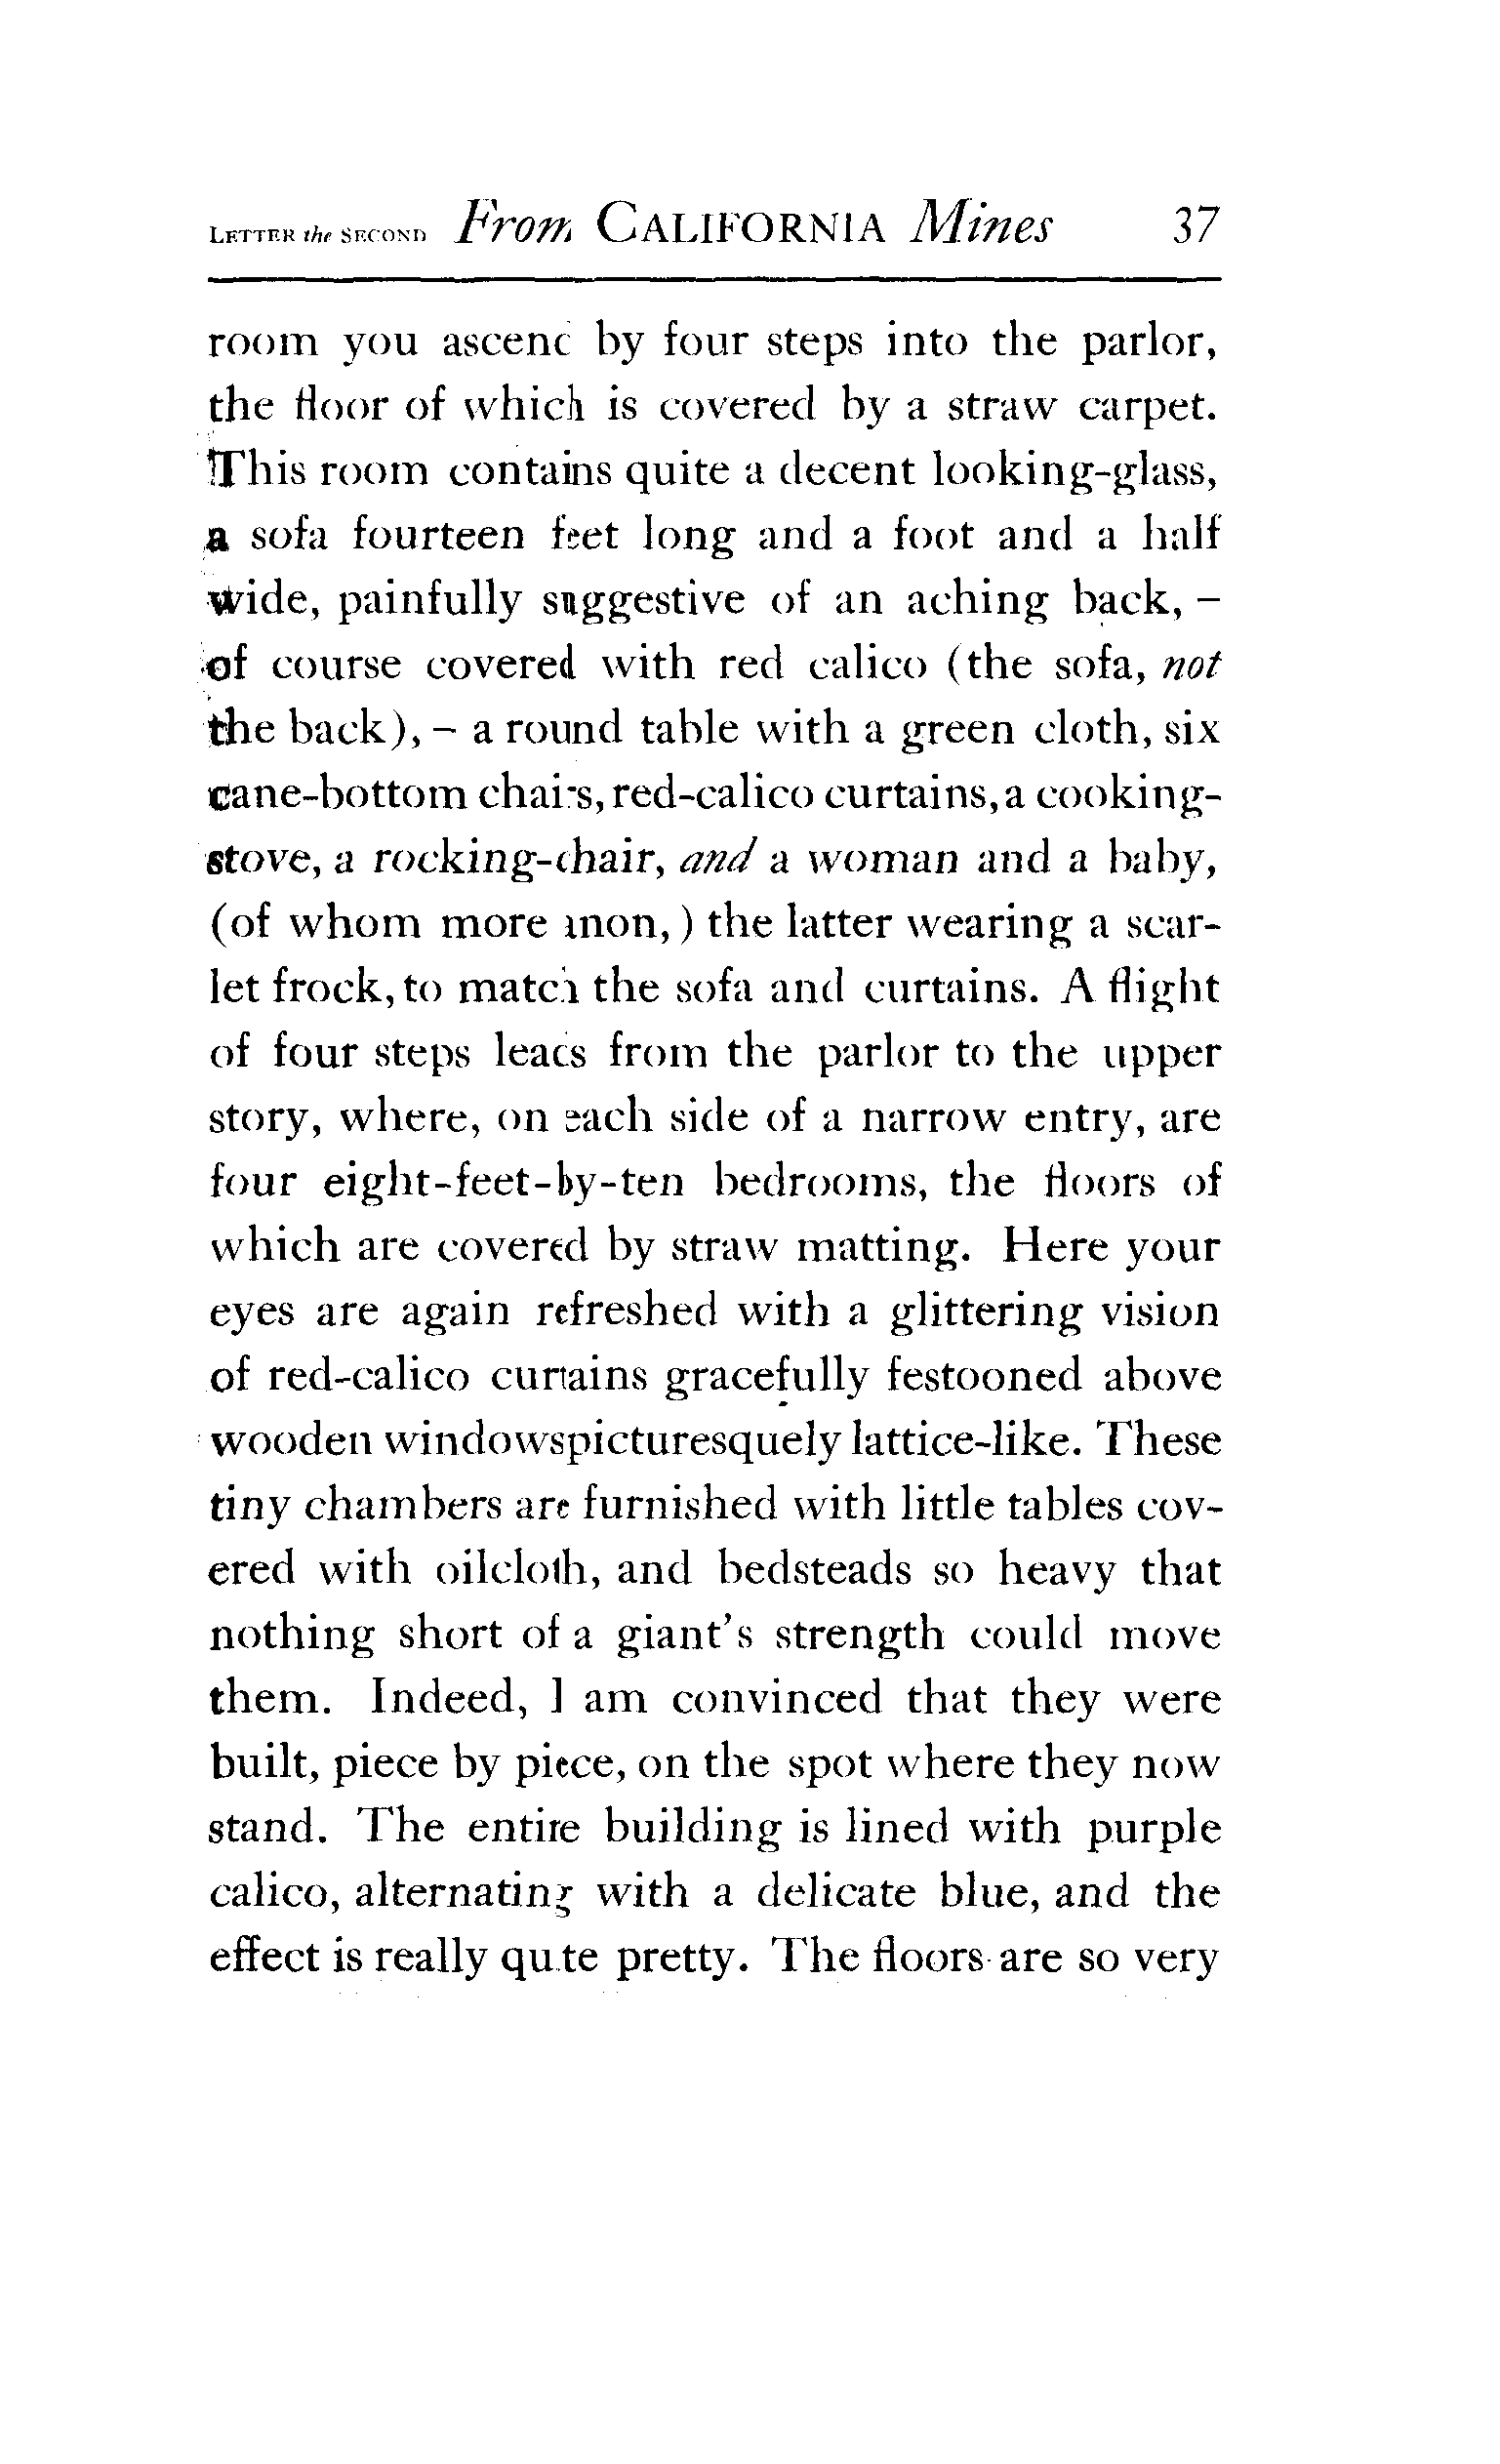 LETTER the SECOND From CALIFORNIA Mines 37
room you ascend by four steps into the parlor,
the floor of which is covered by a straw carpet.
This room contains quite a decent looking-glass,
a sofa fourteen feet long and a foot and a half
wide, painfully suggestive of an aching back, –
of course covered with red calico (the sofa, not
the back), – a round table with a green cloth, six
cane-bottom chairs, red-calico curtains, a cooking-
stove, a rocking-chair, and a woman and a baby,
(of whom more anon,) the latter wearing a scar-
let frock, to match the sofa and curtains. A flight
of four steps leads from the parlor to the upper
story, where, on each side of a narrow entry, are
four eight-feet-by-ten bedrooms, the floors of
which are covered by straw matting. Here your
eyes are again refreshed with a glittering vision
of red-calico curtains gracefully festooned above
wooden windows picturesquely lattice-like. These
tiny chambers are furnished with little tables cov-
ered with oilcloth, and bedsteads so heavy that
nothing short of a giant's strength could move
them. Indeed, I am convinced that they were
built, piece by piece, on the spot where they now
stand. The entire building is lined with purple
calico, alternating with a delicate blue, and the
effect is really quite pretty. The floors are so very